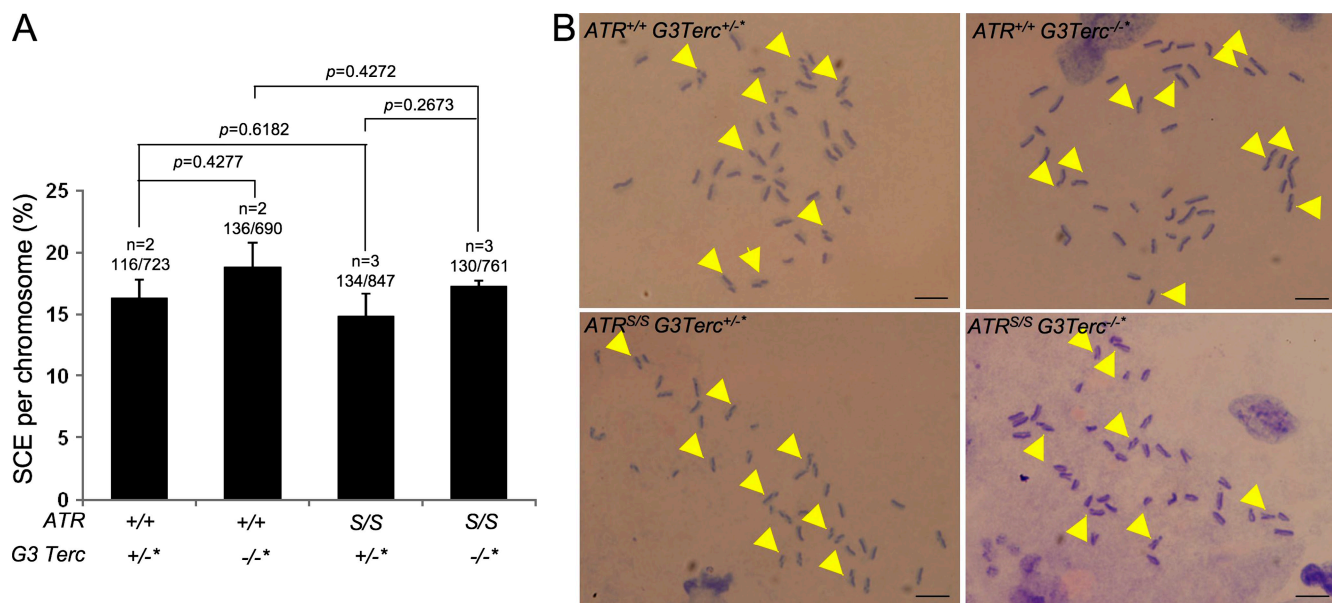 A
B
p=0.4272
p=0.2673
p=0.6182
p=0.4277
SCE per chromosome (%)
25
20
15
10
5
0
n=2
116/723
n=2
136/690
n=3
134/847
n=3
130/761
ATR +/+ +/+ S/S S/S
G3 Terc +/-* -/-* +/-* -/-*
ATR+/+ G3Terc+/-*
ATR+/+ G3Terc-/-*
ATRS/S G3Terc+/-*
ATRS/S G3Terc-/-*